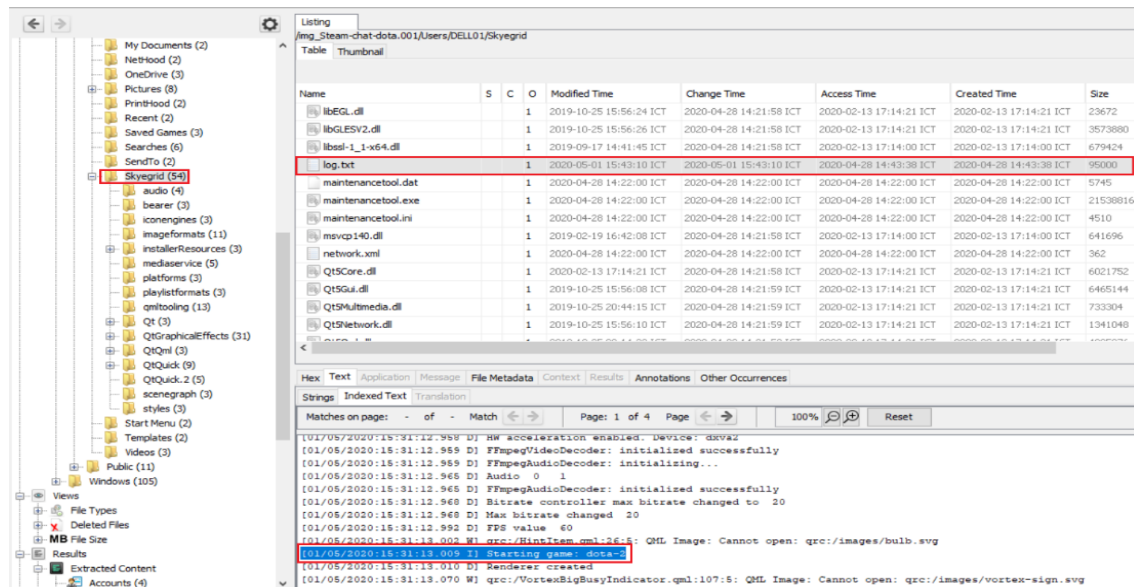 Listing
/img_Steam-chat-dota.001/Users/DELL01/Skyegrid
Table Thumbnail
My Documents (2)
NetHood (2)
OneDrive (3)
Pictures (8)
PrintHood (2)
Recent (2)
Saved Games (3)
Searches (6)
SendTo (2)
Skyegrid (54)
audio (4)
bearer (3)
iconengines (3)
imageformats (11)
installerResources (3)
mediaservice (5)
platforms (3)
playlistformats (3)
qmltooling (13)
Qt (3)
QtGraphicalEffects (31)
QtQml (3)
QtQuick (9)
QtQuick.2 (5)
scenegraph (3)
styles (3)
Start Menu (2)
Templates (2)
Videos (3)
Public (11)
Windows (105)
Views
File Types
Deleted Files
MB File Size
Results
Extracted Content
Accounts (4)
Name S C O Modified Time Change Time Access Time Created Time Size
libEGL.dll 1 2019-10-25 15:56:24 ICT 2020-04-28 14:21:58 ICT 2020-02-13 17:14:21 ICT 2020-02-13 17:14:21 ICT 23672
libGLESV2.dll 1 2019-10-25 15:56:26 ICT 2020-04-28 14:21:58 ICT 2020-02-13 17:14:21 ICT 2020-02-13 17:14:21 ICT 3573880
libssl-1_1-x64.dll 1 2019-09-17 14:41:45 ICT 2020-04-28 14:21:58 ICT 2020-02-13 17:14:00 ICT 2020-02-13 17:14:00 ICT 679424
log.txt 1 2020-05-01 15:43:10 ICT 2020-05-01 15:43:10 ICT 2020-04-28 14:43:38 ICT 2020-04-28 14:43:38 ICT 95000
maintenancetool.dat 1 2020-04-28 14:22:00 ICT 2020-04-28 14:22:00 ICT 2020-04-28 14:22:00 ICT 2020-04-28 14:22:00 ICT 5745
maintenancetool.exe 1 2020-04-28 14:22:00 ICT 2020-04-28 14:22:00 ICT 2020-04-28 14:22:00 ICT 2020-04-28 14:22:00 ICT 21538816
maintenancetool.ini 1 2020-04-28 14:22:00 ICT 2020-04-28 14:22:00 ICT 2020-04-28 14:22:00 ICT 2020-04-28 14:22:00 ICT 4510
msvcp140.dll 1 2019-02-19 16:42:08 ICT 2020-04-28 14:21:58 ICT 2020-02-13 17:14:00 ICT 2020-02-13 17:14:00 ICT 641696
network.xml 1 2020-04-28 14:22:00 ICT 2020-04-28 14:22:00 ICT 2020-04-28 14:22:00 ICT 2020-04-28 14:22:00 ICT 362
Qt5Core.dll 1 2020-02-13 17:14:21 ICT 2020-04-28 14:21:58 ICT 2020-02-13 17:14:21 ICT 2020-02-13 17:14:21 ICT 6021752
Qt5Gui.dll 1 2019-10-25 15:56:08 ICT 2020-04-28 14:21:59 ICT 2020-02-13 17:14:21 ICT 2020-02-13 17:14:21 ICT 6465144
Qt5Multimedia.dll 1 2019-10-25 20:44:15 ICT 2020-04-28 14:21:59 ICT 2020-02-13 17:14:21 ICT 2020-02-13 17:14:21 ICT 733304
Qt5Network.dll 1 2019-10-25 15:56:10 ICT 2020-04-28 14:21:59 ICT 2020-02-13 17:14:21 ICT 2020-02-13 17:14:21 ICT 1341048
Hex Text Application Message File Metadata Context Results Annotations Other Occurrences
Strings Indexed Text Translation
Matches on page: - of - Match Page: 1 of 4 Page 100% Reset
[01/05/2020:15:31:12.958 D] HW acceleration enabled. Device: dxva2
[01/05/2020:15:31:12.959 D] FFmpegVideoDecoder: initialized successfully
[01/05/2020:15:31:12.959 D] FFmpegAudioDecoder: initializing...
[01/05/2020:15:31:12.965 D] Audio 0 1
[01/05/2020:15:31:12.965 D] FFmpegAudioDecoder: initialized successfully
[01/05/2020:15:31:12.968 D] Bitrate controller max bitrate changed to 20
[01/05/2020:15:31:12.968 D] Max bitrate changed 20
[01/05/2020:15:31:12.992 D] FPS value 60
[01/05/2020:15:31:13.002 W] qrc:/HintItem.qml:26:5: QML Image: Cannot open: qrc:/images/bulb.svg
[01/05/2020:15:31:13.009 I] Starting game: dota-2
[01/05/2020:15:31:13.010 D] Renderer created
[01/05/2020:15:31:13.070 W] qrc:/VortexBigBusyIndicator.qml:107:5: QML Image: Cannot open: qrc:/images/vortex-sign.svg